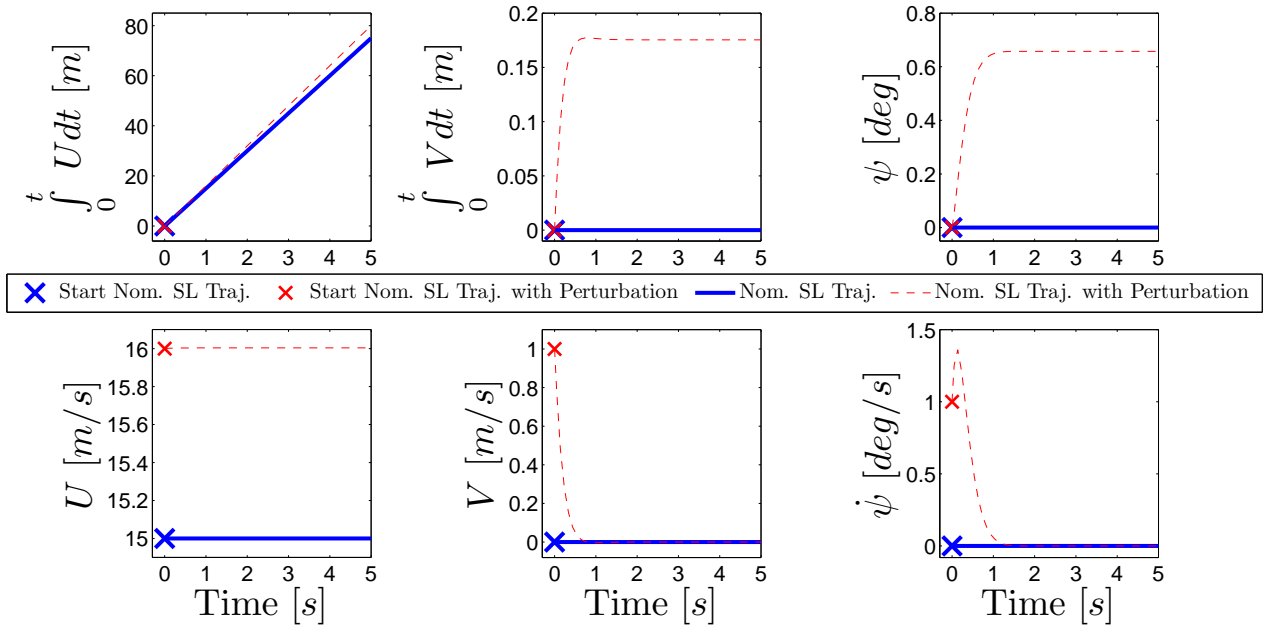 80
60
40
20
0
∫₀ᵗ Udt [m]
0 1 2 3 4 5
0.2
0.15
0.1
0.05
0
∫₀ᵗ Vdt [m]
0 1 2 3 4 5
0.8
0.6
0.4
0.2
0
ψ [deg]
0 1 2 3 4 5
Start Nom. SL Traj. Start Nom. SL Traj. with Perturbation Nom. SL Traj. Nom. SL Traj. with Perturbation
16
15.8
15.6
15.4
15.2
15
U [m/s]
0 1 2 3 4 5
Time [s]
1
0.8
0.6
0.4
0.2
0
V [m/s]
0 1 2 3 4 5
Time [s]
1.5
1
0.5
0
ψ̇ [deg/s]
0 1 2 3 4 5
Time [s]